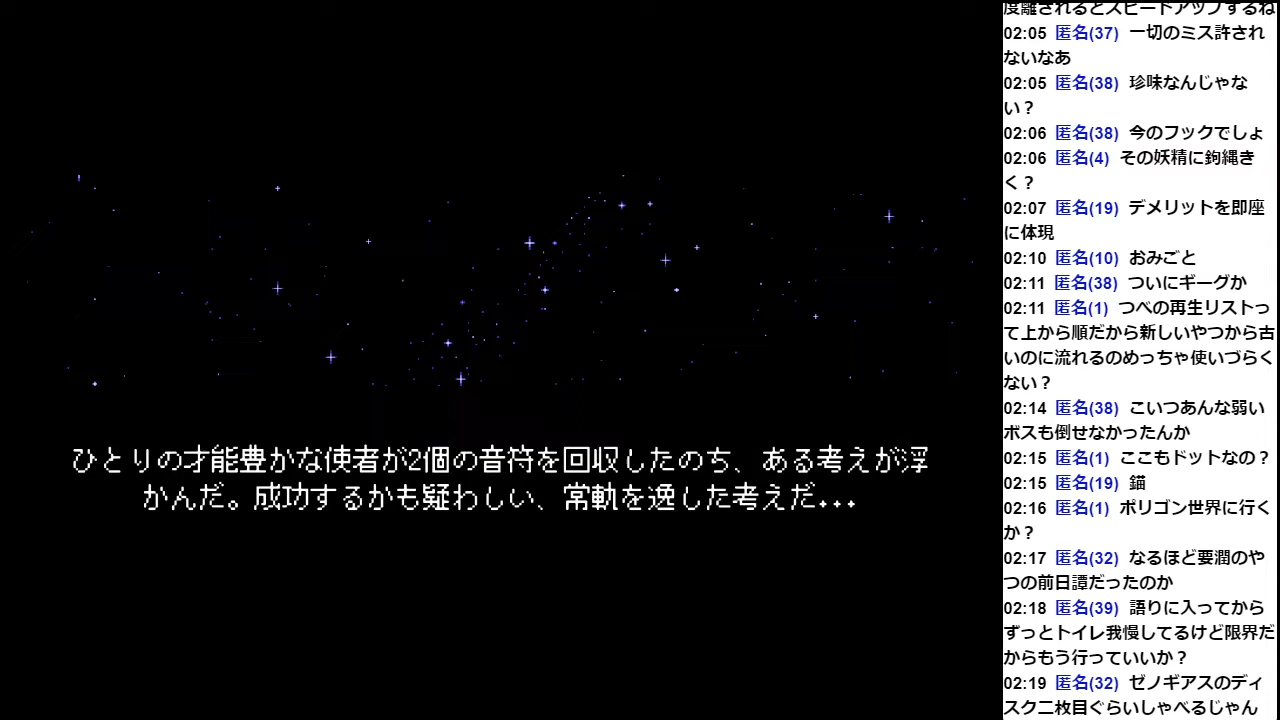 ひとりの才能豊かな使者が2個の音符を回収したのち、ある考えが浮
かんだ。成功するかも疑わしい、常軌を逸した考えだ...
度離されるとスピードアップするね
02:05 匿名(37) 一切のミス許され
ないなあ
02:05 匿名(38) 珍味なんじゃな
い？
02:06 匿名(38) 今のフックでしょ
02:06 匿名(4) その妖精に鉤縄き
く？
02:07 匿名(19) デメリットを即座
に体現
02:10 匿名(10) おみごと
02:11 匿名(38) ついにギーグか
02:11 匿名(1) つべの再生リストっ
て上から順だから新しいやつから古
いのに流れるのめっちゃ使いづらく
ない？
02:14 匿名(38) こいつあんな弱い
ボスも倒せなかったんか
02:15 匿名(1) ここもドットなの？
02:15 匿名(19) 錨
02:16 匿名(1) ポリゴン世界に行く
か？
02:17 匿名(32) なるほど要潤のや
つの前日譚だったのか
02:18 匿名(39) 語りに入ってから
ずっとトイレ我慢してるけど限界だ
からもう行っていいか？
02:19 匿名(32) ゼノギアスのディ
スク二枚目ぐらいしゃべるじゃん